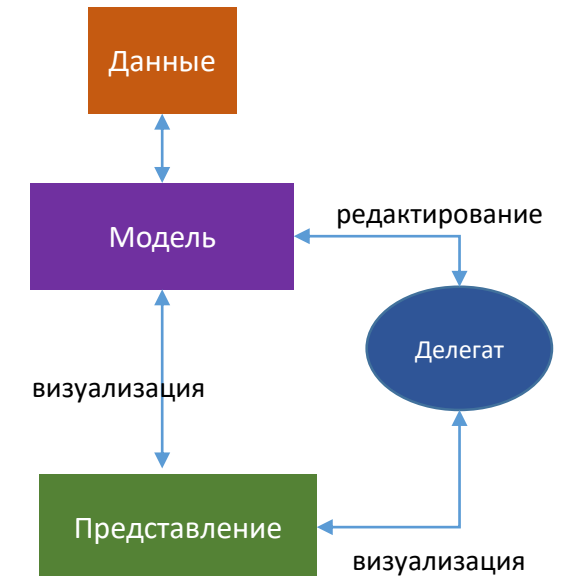 Данные
Модель
редактирование
Делегат
визуализация
Представление
визуализация